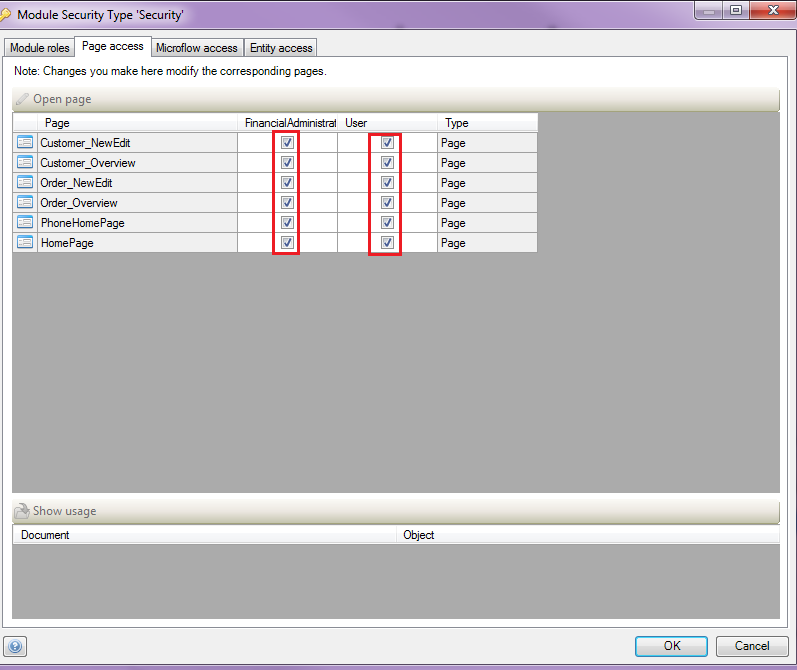 Module Security Type 'Security'
Module roles Page access Microflow access Entity access
Note: Changes you make here modify the corresponding pages.
Open page
Page FinancialAdministrat User Type
Customer_NewEdit Page
Customer_Overview Page
Order_NewEdit Page
Order_Overview Page
PhoneHomePage Page
HomePage Page
Show usage
Document Object
OK Cancel